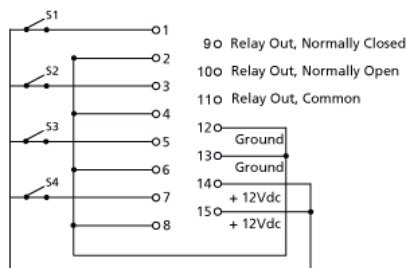 S1
1
2
S2
3
4
S3
5
6
S4
7
8
9 Relay Out, Normally Closed
10 Relay Out, Normally Open
11 Relay Out, Common
12
Ground
13
Ground
14
+ 12Vdc
15
+ 12Vdc